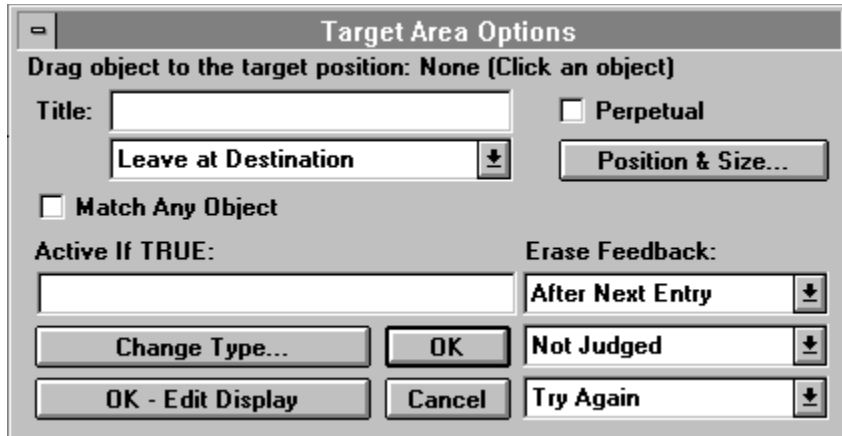 Target Area Options
Drag object to the target position: None (Click an object)
Title:
Perpetual
Leave at Destination
Position & Size...
Match Any Object
Active If TRUE:
Erase Feedback:
After Next Entry
Change Type...
OK
Not Judged
OK - Edit Display
Cancel
Try Again